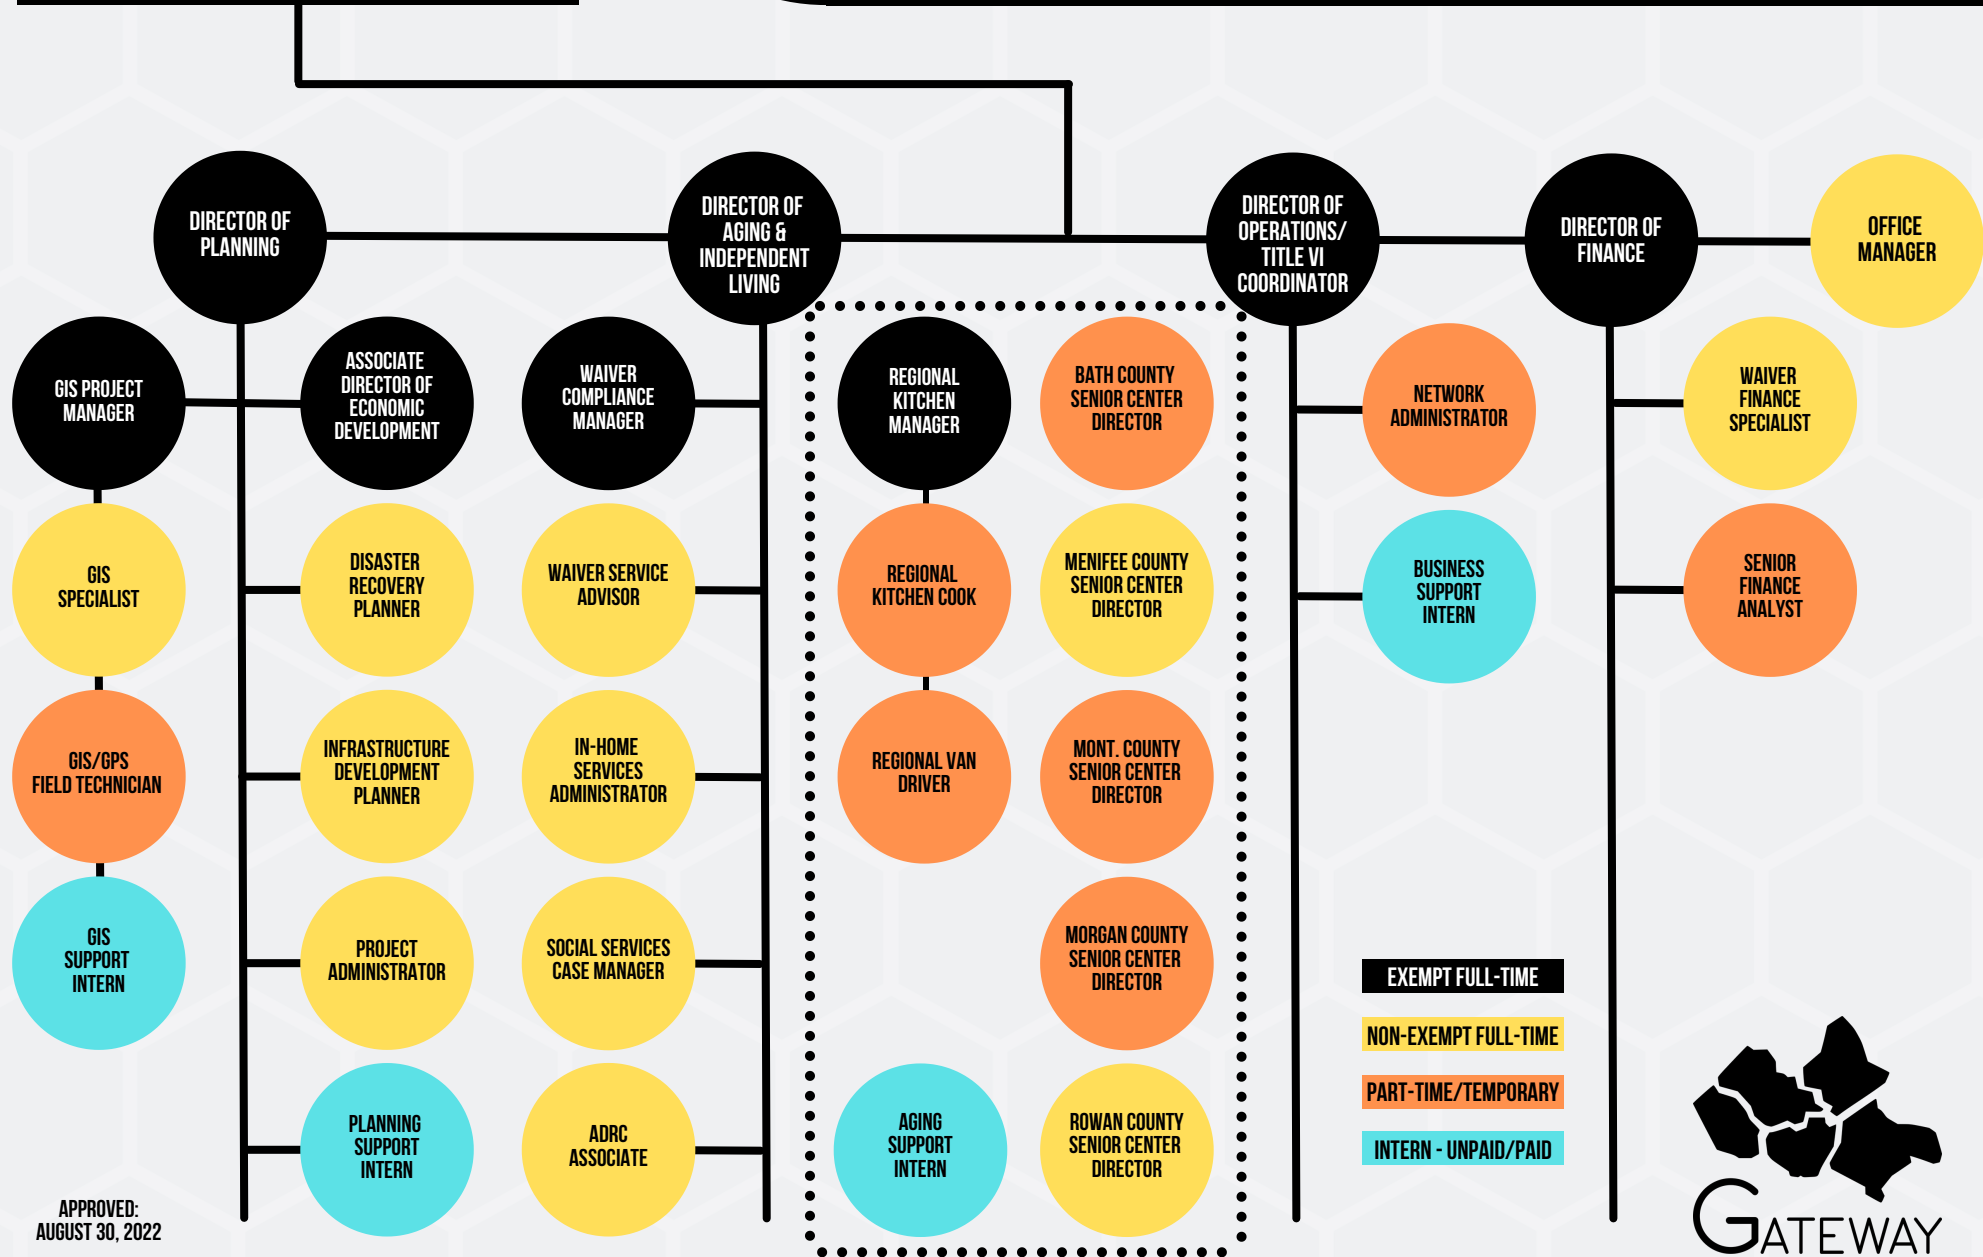 DIRECTOR OF
PLANNING
DIRECTOR OF
AGING &
INDEPENDENT
LIVING
DIRECTOR OF
OPERATIONS/
TITLE VI
COORDINATOR
DIRECTOR OF
FINANCE
OFFICE
MANAGER
GIS PROJECT
MANAGER
ASSOCIATE
DIRECTOR OF
ECONOMIC
DEVELOPMENT
WAIVER
COMPLIANCE
MANAGER
REGIONAL
KITCHEN
MANAGER
BATH COUNTY
SENIOR CENTER
DIRECTOR
NETWORK
ADMINISTRATOR
WAIVER
FINANCE
SPECIALIST
GIS
SPECIALIST
DISASTER
RECOVERY
PLANNER
WAIVER SERVICE
ADVISOR
REGIONAL
KITCHEN COOK
MENIFEE COUNTY
SENIOR CENTER
DIRECTOR
BUSINESS
SUPPORT
INTERN
SENIOR
FINANCE
ANALYST
GIS/GPS
FIELD TECHNICIAN
INFRASTRUCTURE
DEVELOPMENT
PLANNER
IN-HOME
SERVICES
ADMINISTRATOR
REGIONAL VAN
DRIVER
MONT. COUNTY
SENIOR CENTER
DIRECTOR
GIS
SUPPORT
INTERN
PROJECT
ADMINISTRATOR
SOCIAL SERVICES
CASE MANAGER
MORGAN COUNTY
SENIOR CENTER
DIRECTOR
PLANNING
SUPPORT
INTERN
ADRC
ASSOCIATE
AGING
SUPPORT
INTERN
ROWAN COUNTY
SENIOR CENTER
DIRECTOR
EXEMPT FULL-TIME
NON-EXEMPT FULL-TIME
PART-TIME/TEMPORARY
INTERN - UNPAID/PAID
APPROVED:
AUGUST 30, 2022
GATEWAY